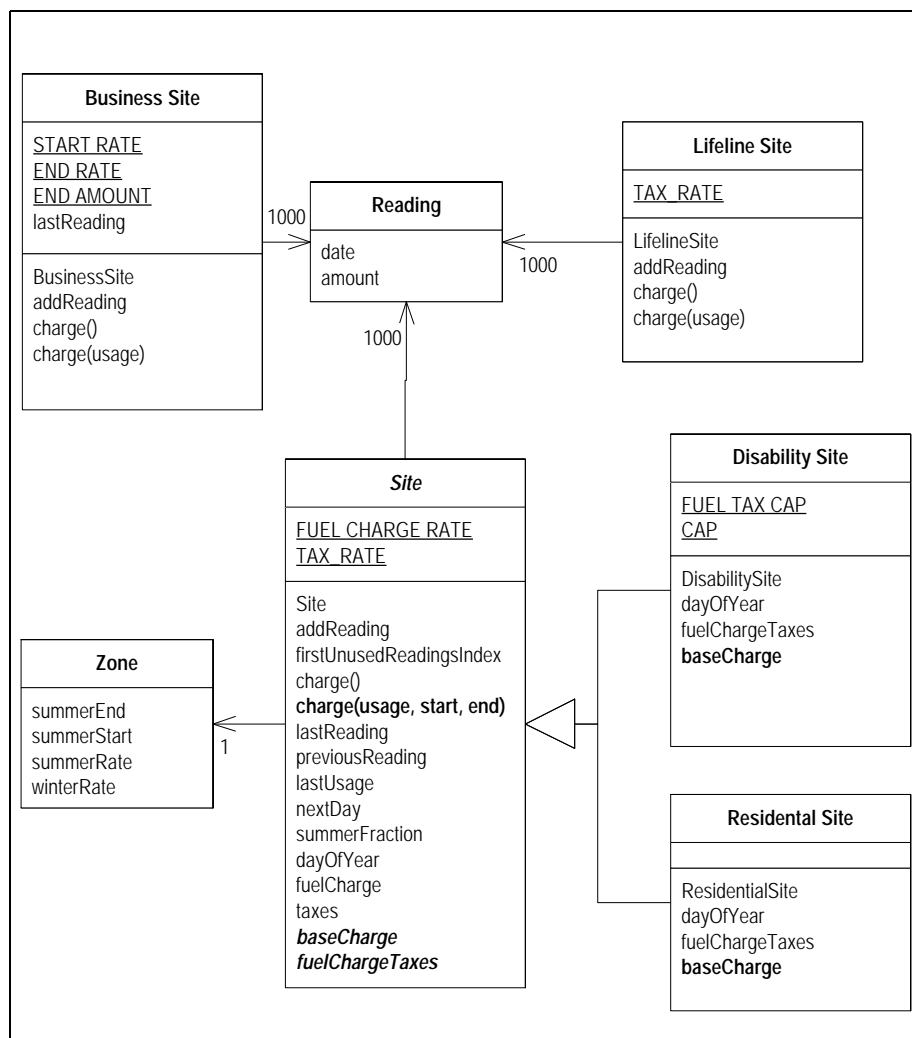 Business Site
START RATE
END RATE
END AMOUNT
lastReading
BusinessSite
addReading
charge()
charge(usage)
1000
Reading
date
amount
1000
Lifeline Site
TAX_RATE
LifelineSite
addReading
charge()
charge(usage)
1000
Site
FUEL CHARGE RATE
TAX_RATE
Site
addReading
firstUnusedReadingsIndex
charge()
charge(usage, start, end)
lastReading
previousReading
lastUsage
nextDay
summerFraction
dayOfYear
fuelCharge
taxes
baseCharge
fuelChargeTaxes
Zone
summerEnd
summerStart
summerRate
winterRate
1
Disability Site
FUEL TAX CAP
CAP
DisabilitySite
dayOfYear
fuelChargeTaxes
baseCharge
Residental Site
ResidentialSite
dayOfYear
fuelChargeTaxes
baseCharge